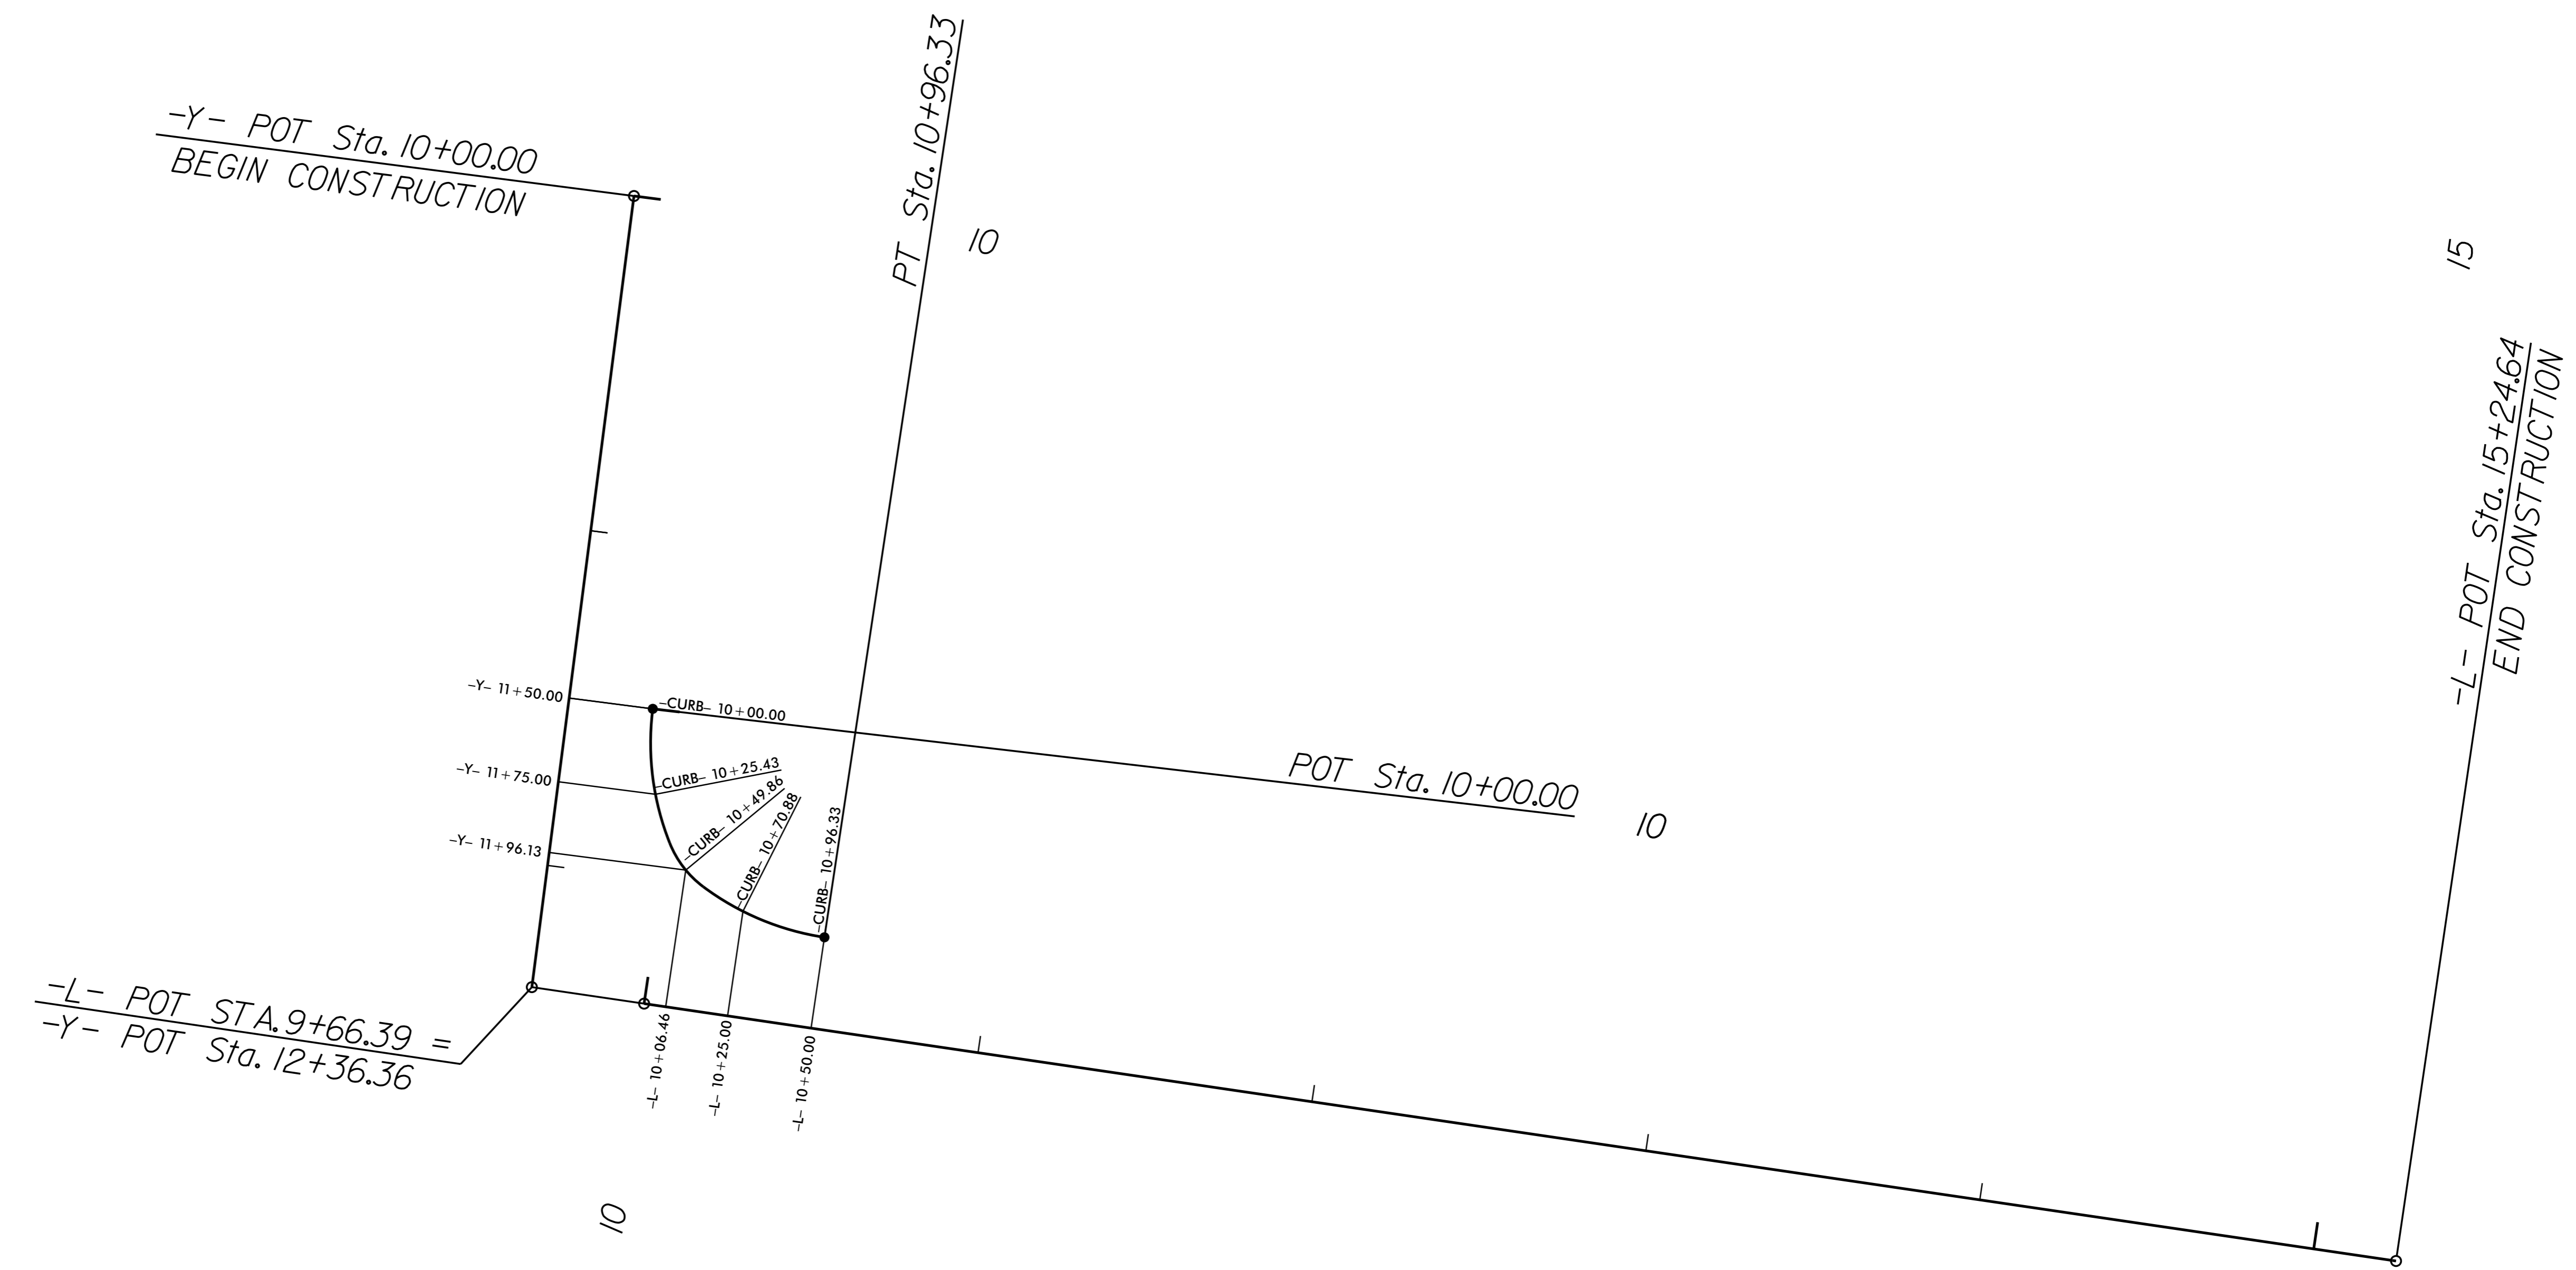 -Y- POT Sta. 10+00.00
BEGIN CONSTRUCTION
PT Sta. 10+96.33
10
15
-L- POT Sta. 15+24.64
END CONSTRUCTION
-Y- 11+50.00
-CURB- 10+00.00
-Y- 11+75.00
-CURB- 10+25.43
-Y- 11+96.13
-CURB- 10+49.86
-CURB- 10+70.88
-CURB- 10+96.33
POT Sta. 10+00.00
10
-L- POT STA. 9+66.39 =
-Y- POT Sta. 12+36.36
-L- 10+06.46
-L- 10+25.00
-L- 10+50.00
10